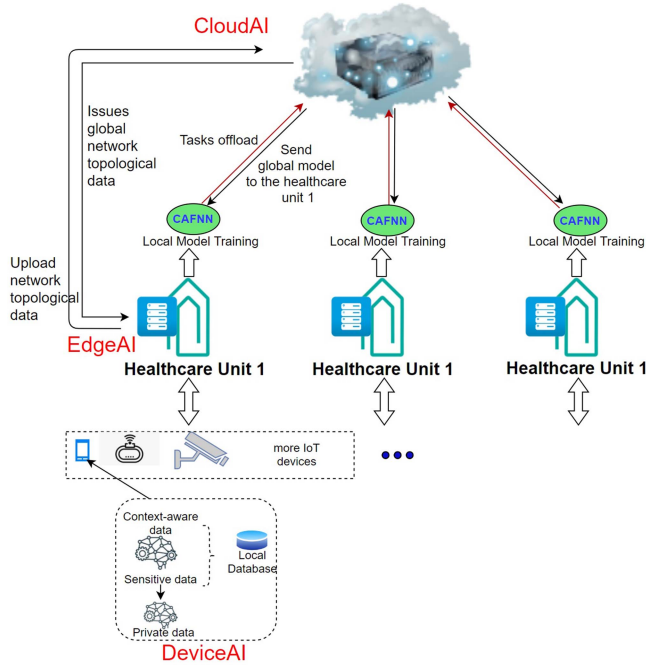 CloudAI
Issues
global
network
topological
data
Tasks offload
Send
global model
to the healthcare
unit 1
CAFNN
CAFNN
CAFNN
Local Model Training
Local Model Training
Local Model Training
Upload
network
topological
data
EdgeAI
Healthcare Unit 1
Healthcare Unit 1
Healthcare Unit 1
more IoT
devices
Context-aware
data
Local
Database
Sensitive data
Private data
DeviceAI